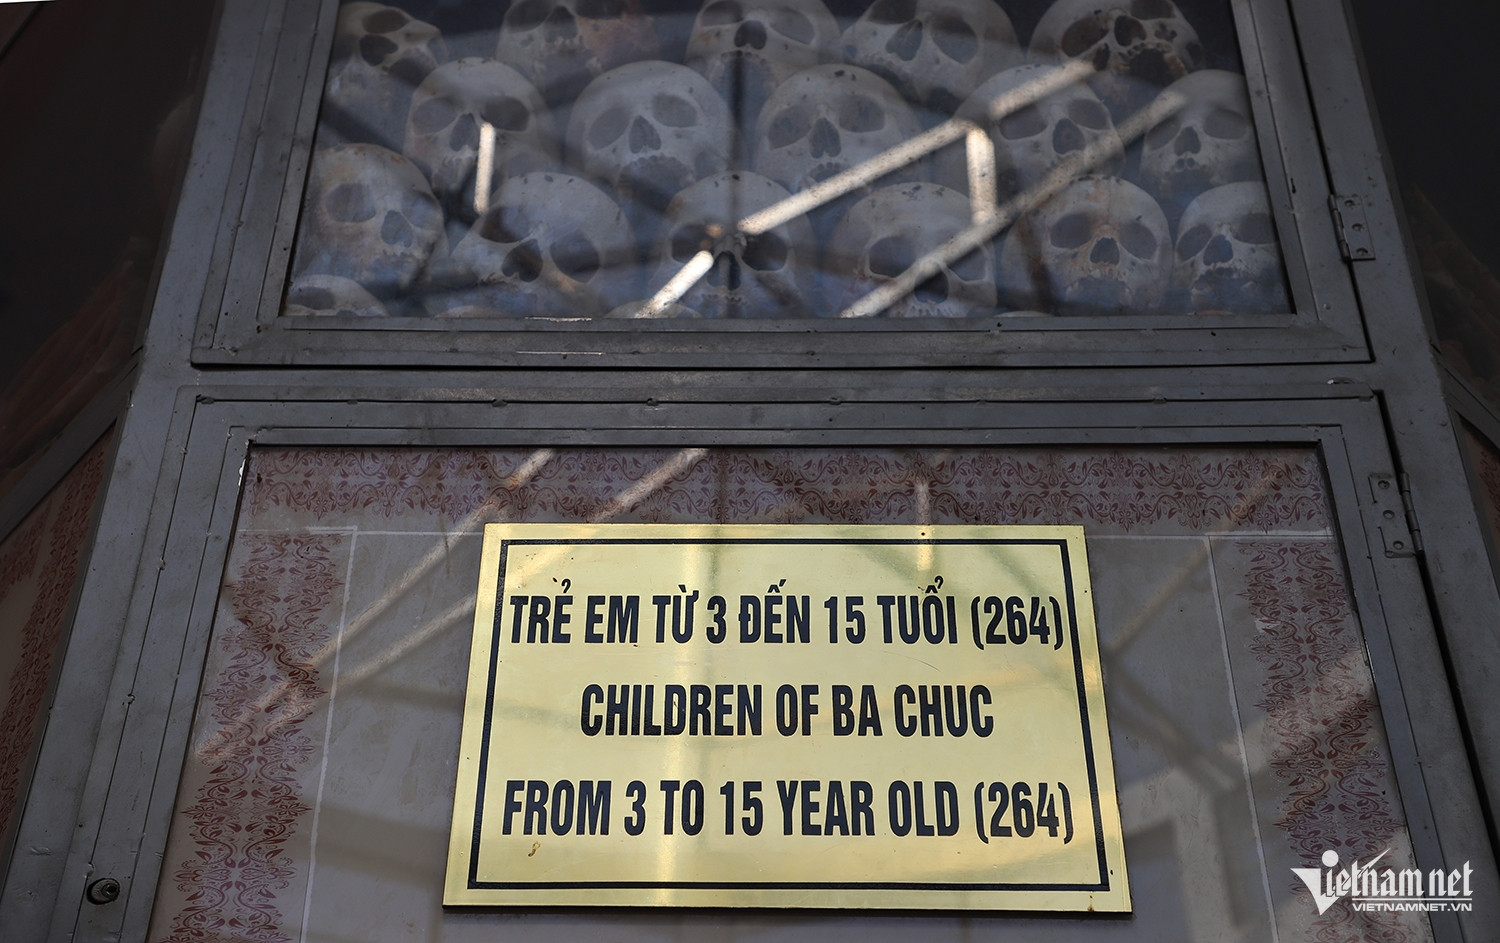 TRẺ EM TỪ 3 ĐẾN 15 TUỔI (264)
CHILDREN OF BA CHUC
FROM 3 TO 15 YEAR OLD (264)
Vietnamnet
VIETNAMNET.VN